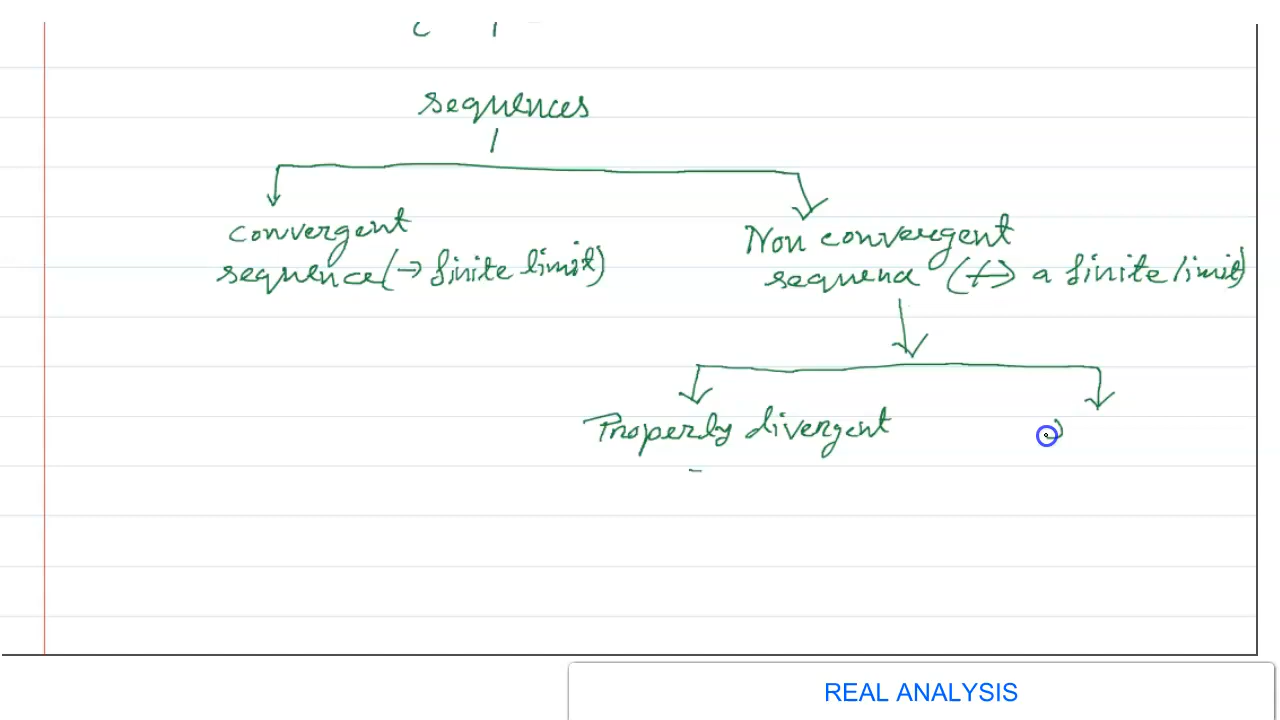 sequences
convergent
sequence (→ finite limit)
Non convergent
sequence (↛ a finite limit)
Properly divergent
REAL ANALYSIS